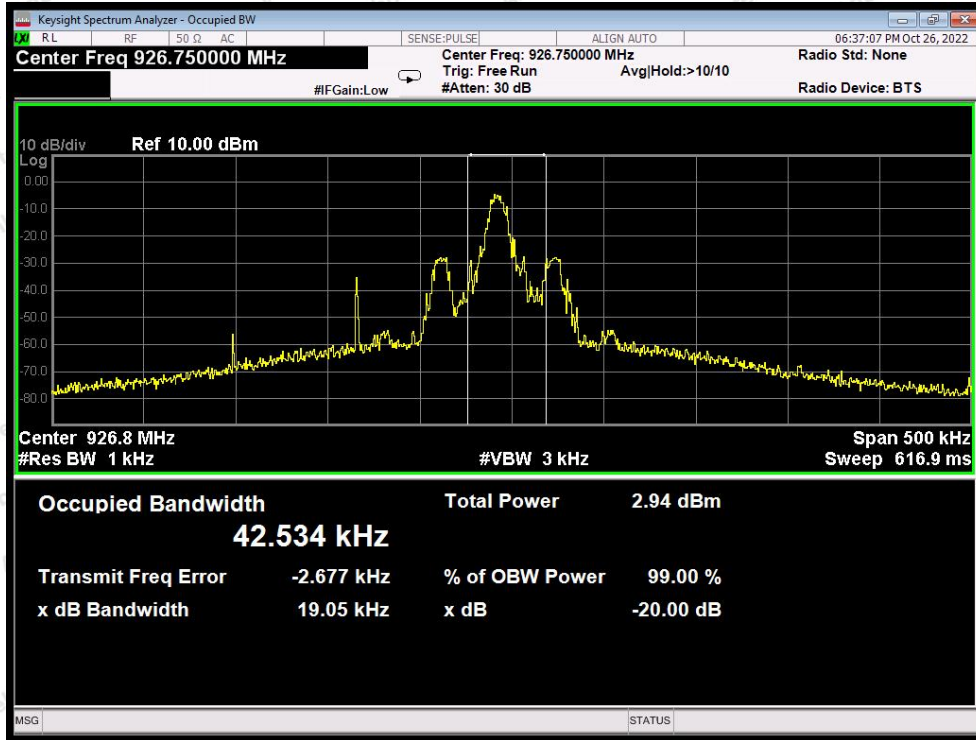 Keysight Spectrum Analyzer - Occupied BW
LXI RL RF 50 Ω AC SENSE:PULSE ALIGN AUTO 06:37:07 PM Oct 26, 2022
Center Freq 926.750000 MHz
Center Freq: 926.750000 MHz Radio Std: None
Trig: Free Run Avg|Hold:>10/10
#IFGain:Low #Atten: 30 dB Radio Device: BTS
10 dB/div Ref 10.00 dBm
Log
0.00
-10.0
-20.0
-30.0
-40.0
-50.0
-60.0
-70.0
-80.0
Center 926.8 MHz Span 500 kHz
#Res BW 1 kHz #VBW 3 kHz Sweep 616.9 ms
Occupied Bandwidth Total Power 2.94 dBm
42.534 kHz
Transmit Freq Error -2.677 kHz % of OBW Power 99.00 %
x dB Bandwidth 19.05 kHz x dB -20.00 dB
MSG STATUS